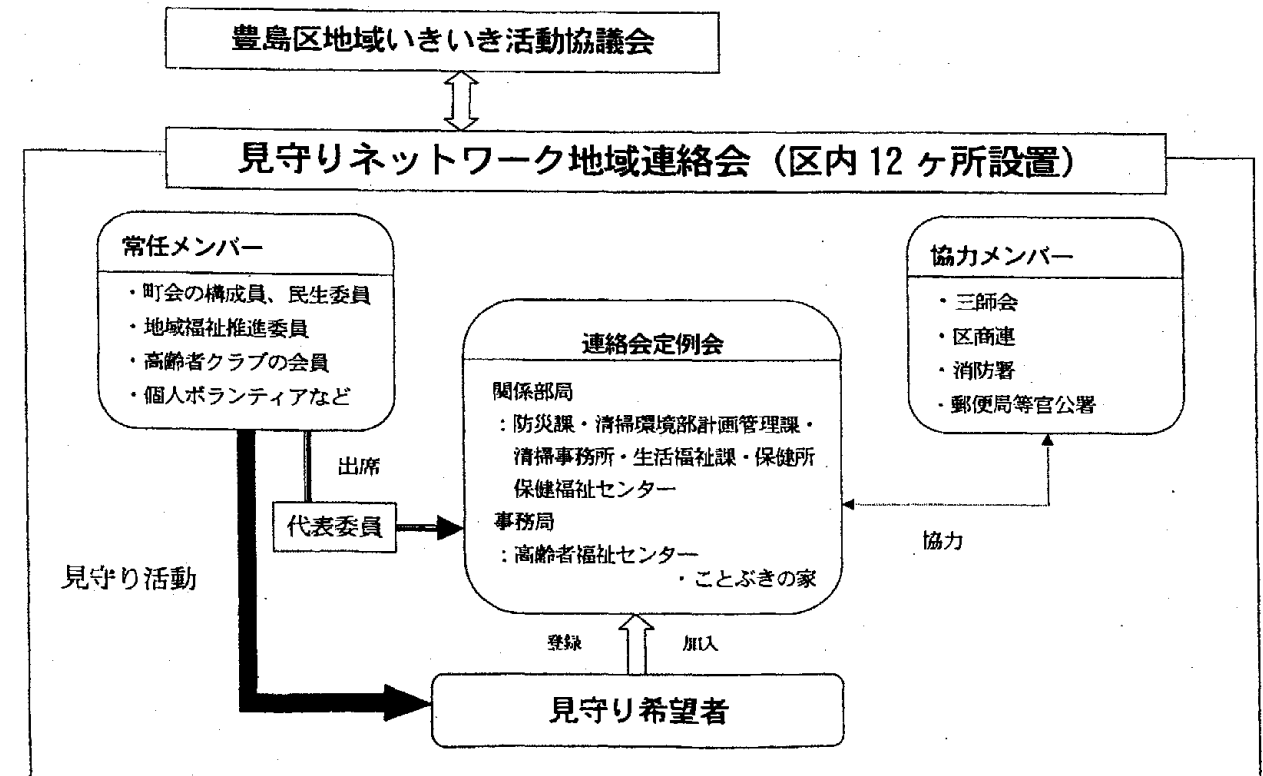 豊島区地域いきいき活動協議会
見守りネットワーク地域連絡会（区内 12 ヶ所設置）
常任メンバー
・町会の構成員、民生委員
・地域福祉推進委員
・高齢者クラブの会員
・個人ボランティアなど
協力メンバー
・三師会
・区商連
・消防署
・郵便局等官公署
連絡会定例会
関係部局
：防災課・清掃環境部計画管理課・
清掃事務所・生活福祉課・保健所
保健福祉センター
事務局
：高齢者福祉センター
・ことぶきの家
出席
代表委員
協力
見守り活動
登録 加入
見守り希望者